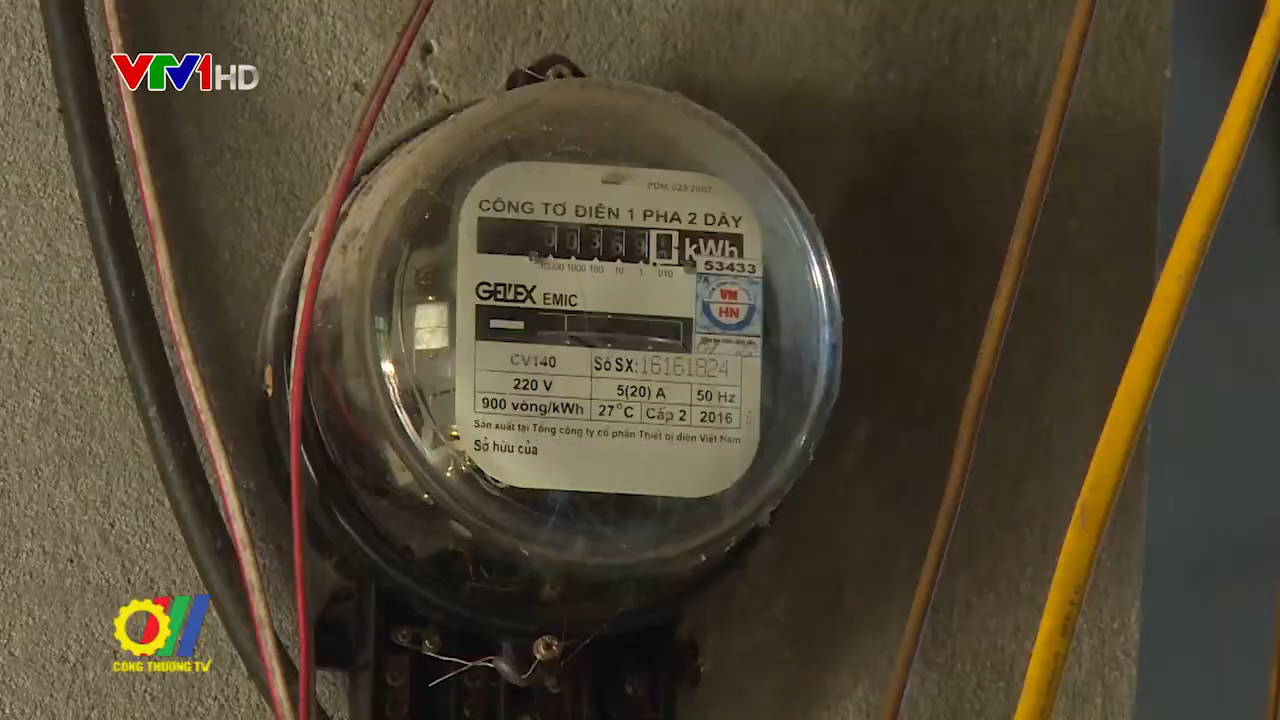 VTV1HD
PDM 023 2007
CÔNG TƠ ĐIỆN 1 PHA 2 DÂY
00369 kWh
10000 1000 100 10 1 1/10
53433
GELEX EMIC
VM
HN
CV140 Số SX: 16161824
220 V 5(20) A 50 Hz
900 vòng/kWh 27°C Cấp 2 2016
Sản xuất tại Tổng công ty cổ phần Thiết bị điện Việt Nam
Sở hữu của
CÔNG THƯƠNG TV